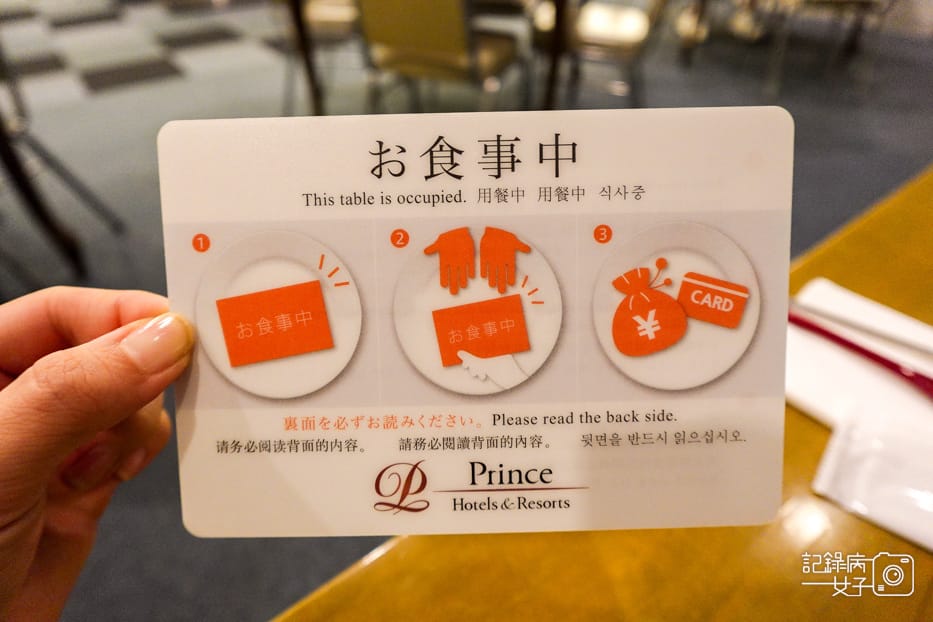 お食事中
This table is occupied. 用餐中 用餐中 식사중
1 2 3
お食事中
お食事中
¥
CARD
裏面を必ずお読みください。Please read the back side.
请务必阅读背面的内容。 請務必閱讀背面的內容。 뒷면을 반드시 읽으십시오.
P Prince
Hotels & Resorts
記錄病
女子